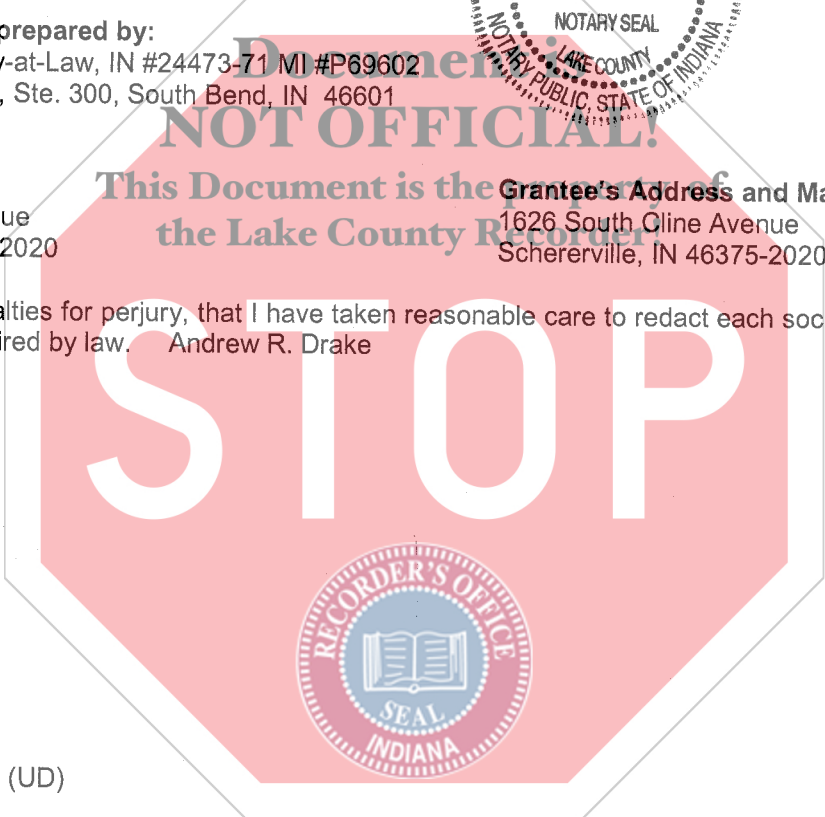 prepared by:
y-at-Law, IN #24473-71 MI #P69602
, Ste. 300, South Bend, IN 46601
NOTARY SEAL
LAKE COUNTY
NOTARY PUBLIC, STATE OF INDIANA
Document is
NOT OFFICIAL!
This Document is the property of
the Lake County Recorder!
Grantee's Address and Ma
1626 South Cline Avenue
Schererville, IN 46375-2020
ue
2020
alties for perjury, that I have taken reasonable care to redact each soc
ired by law. Andrew R. Drake
STOP
RECORDER'S OFFICE
SEAL
INDIANA
(UD)